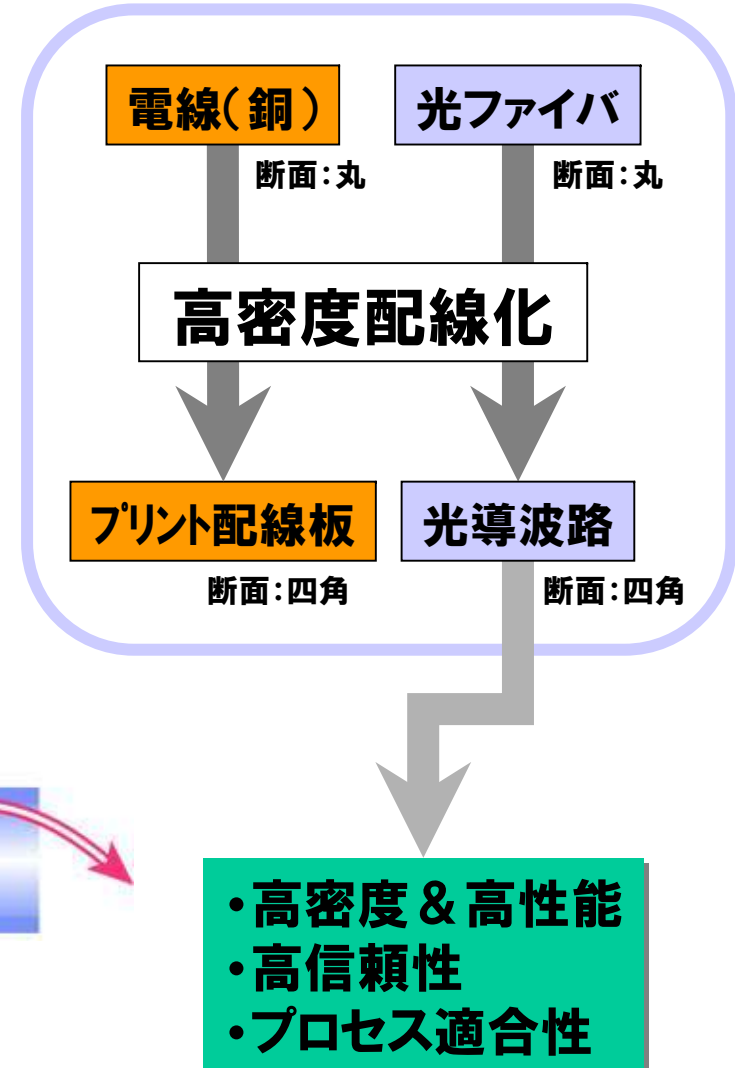 電線(銅)
光ファイバ
断面:丸
断面:丸
高密度配線化
プリント配線板
光導波路
断面:四角
断面:四角
・高密度&高性能
・高信頼性
・プロセス適合性